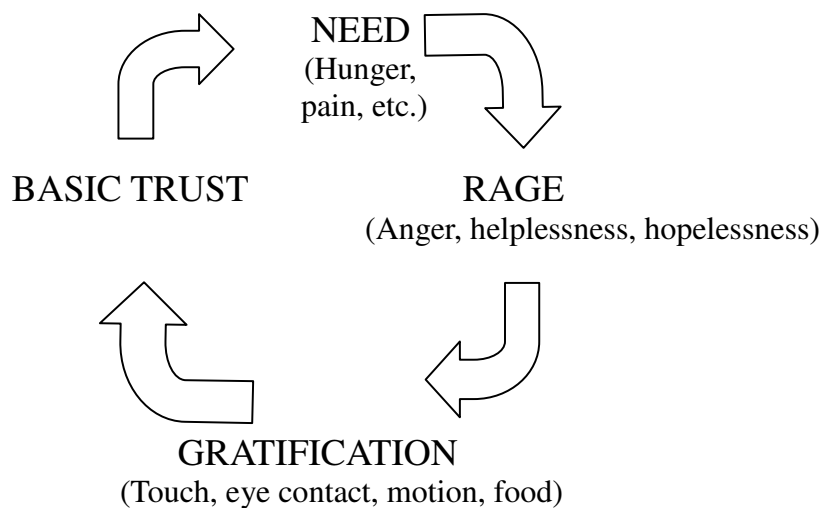 NEED
(Hunger,
pain, etc.)
BASIC TRUST
RAGE
(Anger, helplessness, hopelessness)
GRATIFICATION
(Touch, eye contact, motion, food)